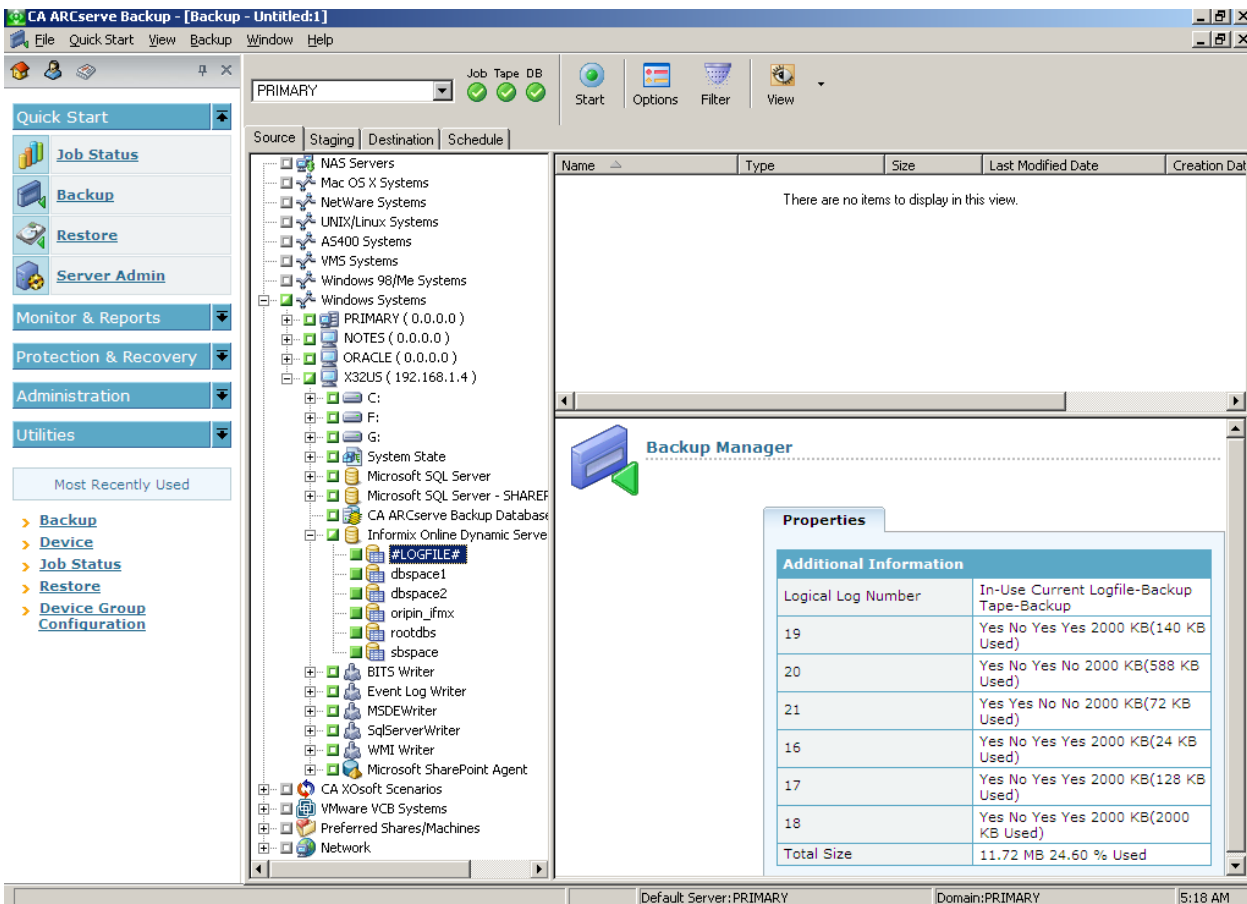 CA ARCserve Backup - [Backup - Untitled:1]
File Quick Start View Backup Window Help
PRIMARY
Job Tape DB
Start Options Filter View
Quick Start
Job Status
Backup
Restore
Server Admin
Monitor & Reports
Protection & Recovery
Administration
Utilities
Most Recently Used
Backup
Device
Job Status
Restore
Device Group
Configuration
Source Staging Destination Schedule
NAS Servers
Mac OS X Systems
NetWare Systems
UNIX/Linux Systems
AS400 Systems
VMS Systems
Windows 98/Me Systems
Windows Systems
PRIMARY ( 0.0.0.0 )
NOTES ( 0.0.0.0 )
ORACLE ( 0.0.0.0 )
X32US ( 192.168.1.4 )
C:
F:
G:
System State
Microsoft SQL Server
Microsoft SQL Server - SHAREP
CA ARCserve Backup Database
Informix Online Dynamic Serve
#LOGFILE#
dbspace1
dbspace2
oripin_ifmx
rootdbs
sbspace
BITS Writer
Event Log Writer
MSDEWriter
SqlServerWriter
WMI Writer
Microsoft SharePoint Agent
CA XOsoft Scenarios
VMware VCB Systems
Preferred Shares/Machines
Network
Name Type Size Last Modified Date Creation Dat
There are no items to display in this view.
Backup Manager
Properties
Additional Information
Logical Log Number In-Use Current Logfile-Backup
Tape-Backup
19 Yes No Yes Yes 2000 KB(140 KB
Used)
20 Yes No Yes No 2000 KB(588 KB
Used)
21 Yes Yes No No 2000 KB(72 KB
Used)
16 Yes No Yes Yes 2000 KB(24 KB
Used)
17 Yes No Yes Yes 2000 KB(128 KB
Used)
18 Yes No Yes Yes 2000 KB(2000
KB Used)
Total Size 11.72 MB 24.60 % Used
Default Server:PRIMARY Domain:PRIMARY 5:18 AM